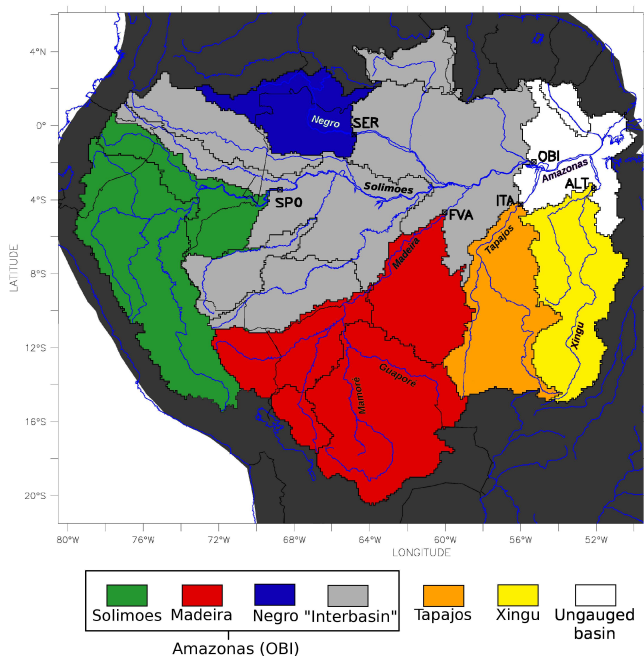 4°N
0°
4°S
8°S
12°S
16°S
20°S
LATITUDE
Negro
SER
OBI
Amazonas
Solimoes
ALT
SPO
ITA
FVA
Madeira
Tapajos
Xingu
Guapore
Mamore
80°W 76°W 72°W 68°W 64°W 60°W 56°W 52°W
LONGITUDE
Solimoes Madeira Negro "Interbasin" Tapajos Xingu Ungauged
basin
Amazonas (OBI)